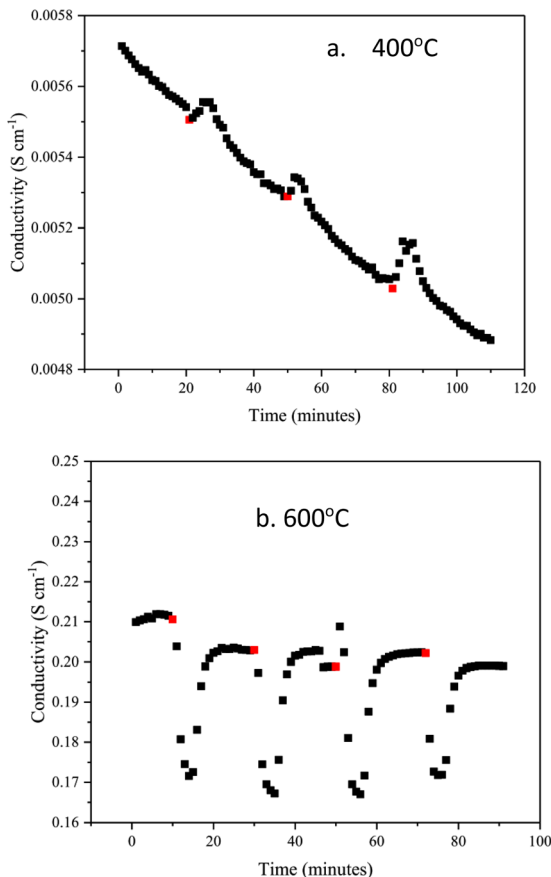 a. 400°C
0.0058
0.0056
0.0054
0.0052
0.0050
0.0048
Conductivity (S cm⁻¹)
0 20 40 60 80 100 120
Time (minutes)
b. 600°C
0.25
0.24
0.23
0.22
0.21
0.20
0.19
0.18
0.17
0.16
Conductivity (S cm⁻¹)
0 20 40 60 80 100
Time (minutes)